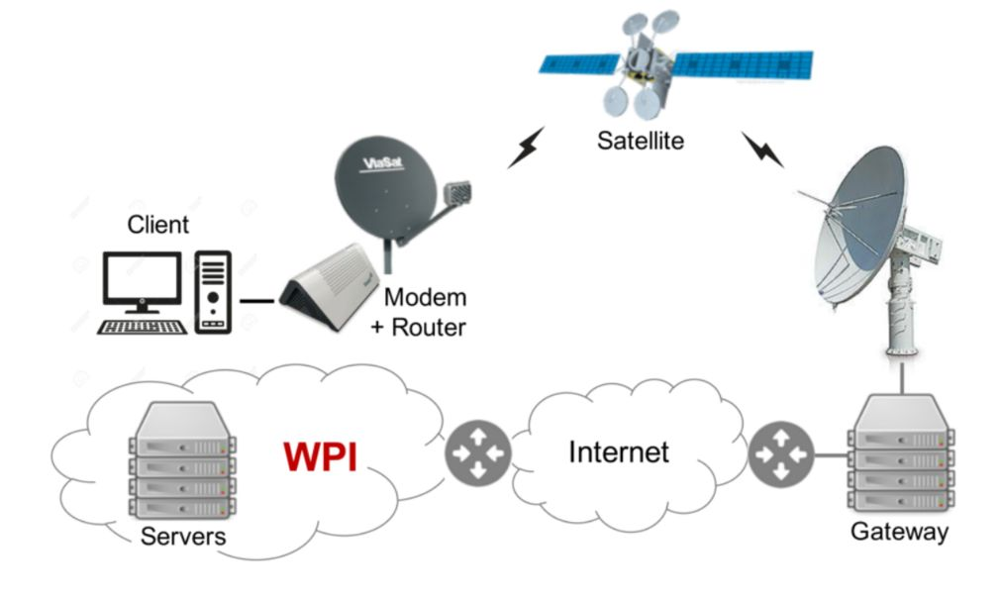 Satellite
ViaSat
Client
Modem
+ Router
WPI
Internet
Servers
Gateway